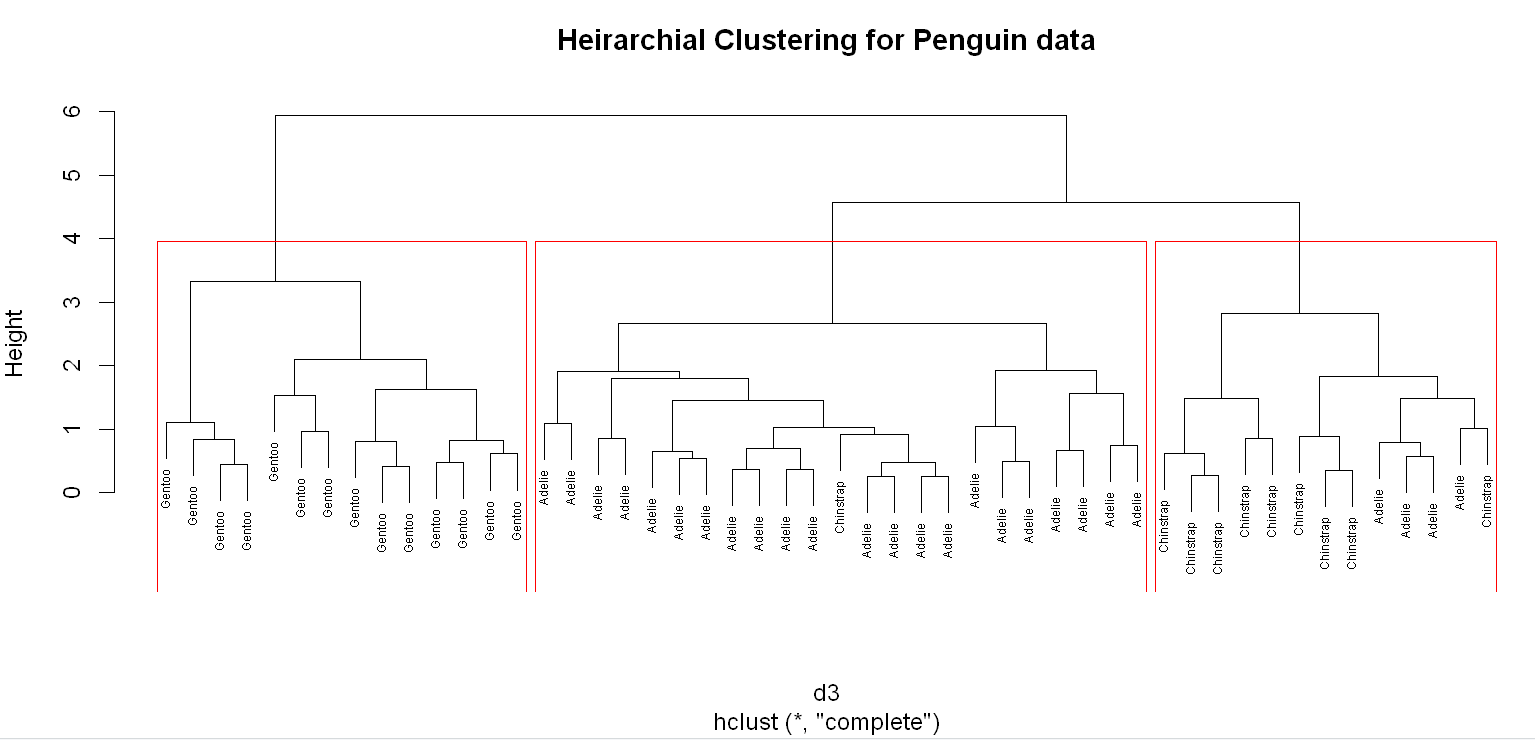 Heirarchial Clustering for Penguin data
6
5
4
3
2
1
0
Height
Gentoo
Gentoo
Gentoo
Gentoo
Gentoo
Gentoo
Gentoo
Gentoo
Gentoo
Gentoo
Gentoo
Gentoo
Gentoo
Gentoo
Adelie
Adelie
Adelie
Adelie
Adelie
Adelie
Adelie
Adelie
Adelie
Adelie
Adelie
Chinstrap
Adelie
Adelie
Adelie
Adelie
Adelie
Adelie
Adelie
Adelie
Adelie
Adelie
Adelie
Chinstrap
Chinstrap
Chinstrap
Chinstrap
Chinstrap
Chinstrap
Chinstrap
Chinstrap
Adelie
Adelie
Adelie
Adelie
Chinstrap
d3
hclust (*, "complete")